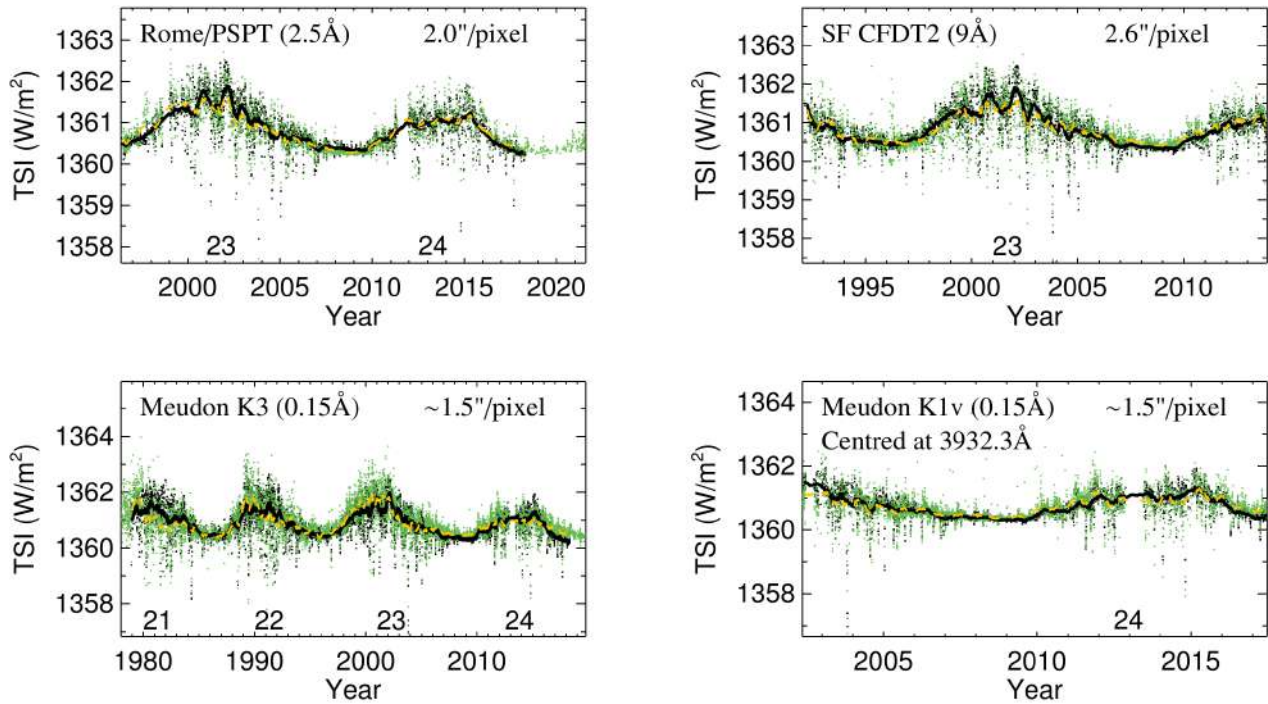 Rome/PSPT (2.5Å) 2.0"/pixel
TSI (W/m²)
1363
1362
1361
1360
1359
1358
23 24
2000 2005 2010 2015 2020
Year
SF CFDT2 (9Å) 2.6"/pixel
TSI (W/m²)
1363
1362
1361
1360
1359
1358
23
1995 2000 2005 2010
Year
Meudon K3 (0.15Å) ~1.5"/pixel
TSI (W/m²)
1364
1362
1360
1358
21 22 23 24
1980 1990 2000 2010
Year
Meudon K1v (0.15Å) ~1.5"/pixel
Centred at 3932.3Å
TSI (W/m²)
1364
1362
1360
1358
24
2005 2010 2015
Year